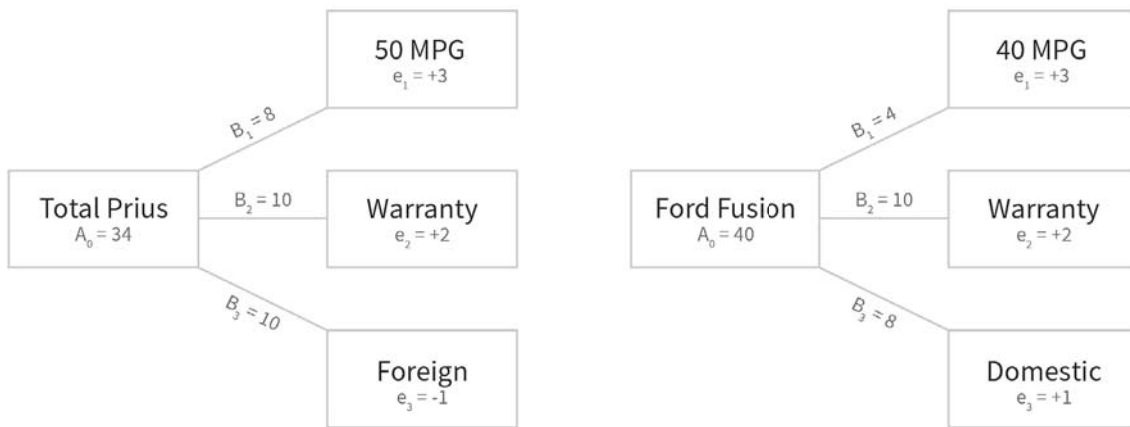 50 MPG
e₁ = +3
B₁ = 8
Total Prius
A₀ = 34
B₂ = 10
Warranty
e₂ = +2
B₃ = 10
Foreign
e₃ = -1
40 MPG
e₁ = +3
B₁ = 4
Ford Fusion
A₀ = 40
B₂ = 10
Warranty
e₂ = +2
B₃ = 8
Domestic
e₃ = +1